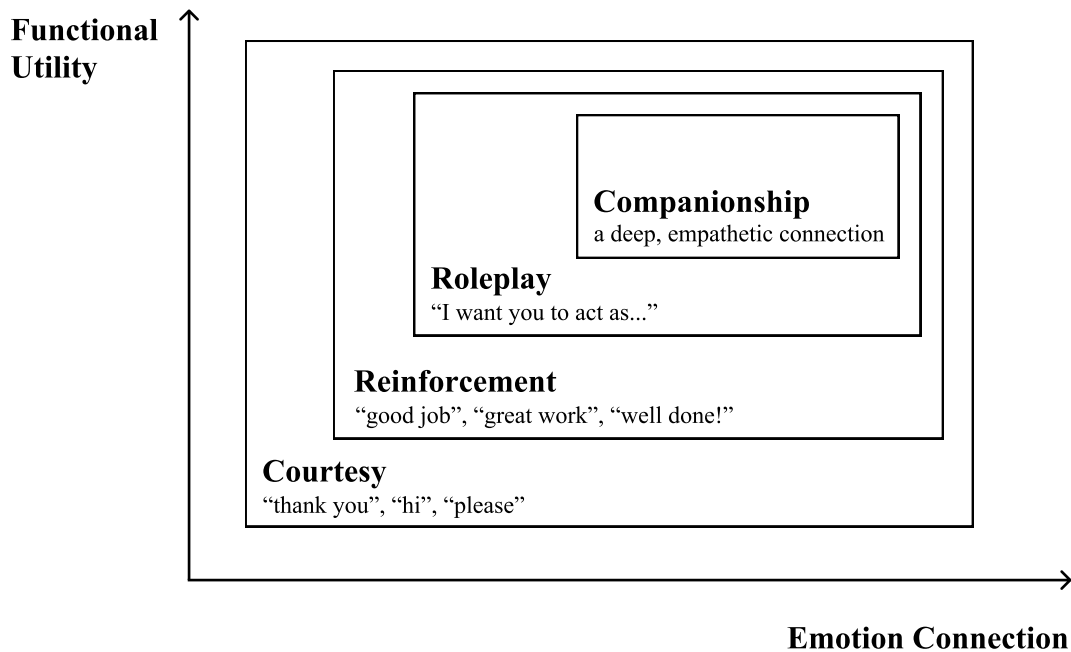 Functional
Utility
Companionship
a deep, empathetic connection
Roleplay
“I want you to act as...”
Reinforcement
“good job”, “great work”, “well done!”
Courtesy
“thank you”, “hi”, “please”
Emotion Connection